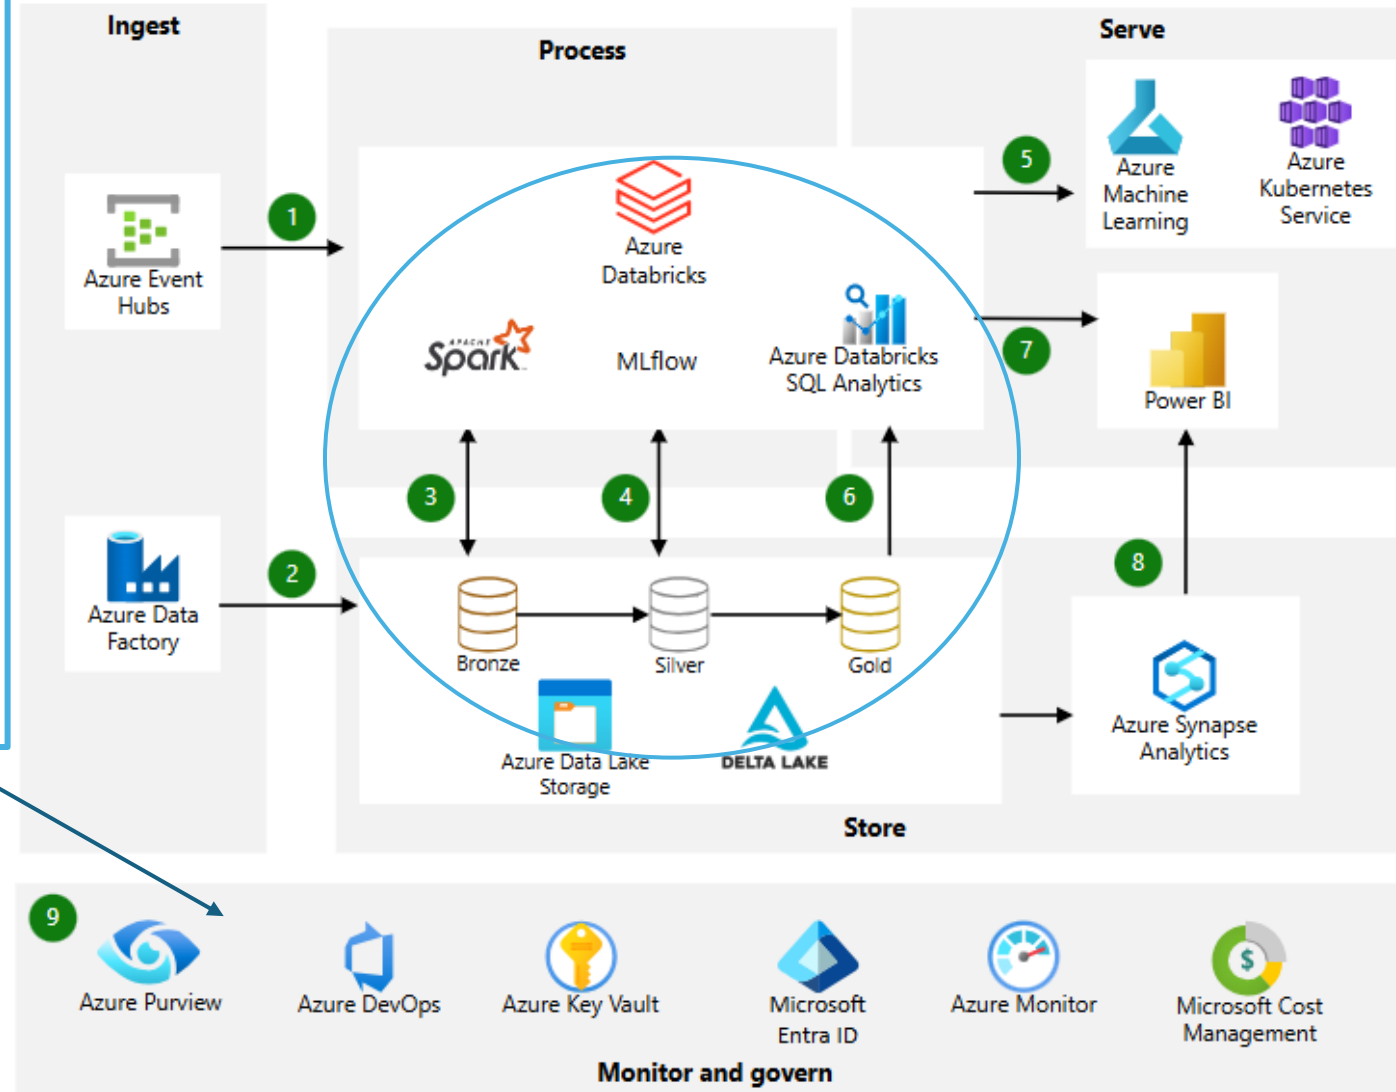 Ingest
Process
Serve
Azure Event
Hubs
1
Azure
Databricks
APACHE
Spark
MLflow
Azure Databricks
SQL Analytics
5
Azure
Machine
Learning
Azure
Kubernetes
Service
7
Power BI
3
4
6
8
Azure Data
Factory
2
Bronze
Silver
Gold
Azure Data Lake
Storage
DELTA LAKE
Azure Synapse
Analytics
Store
9
Azure Purview
Azure DevOps
Azure Key Vault
Microsoft
Entra ID
Azure Monitor
$
Microsoft Cost
Management
Monitor and govern